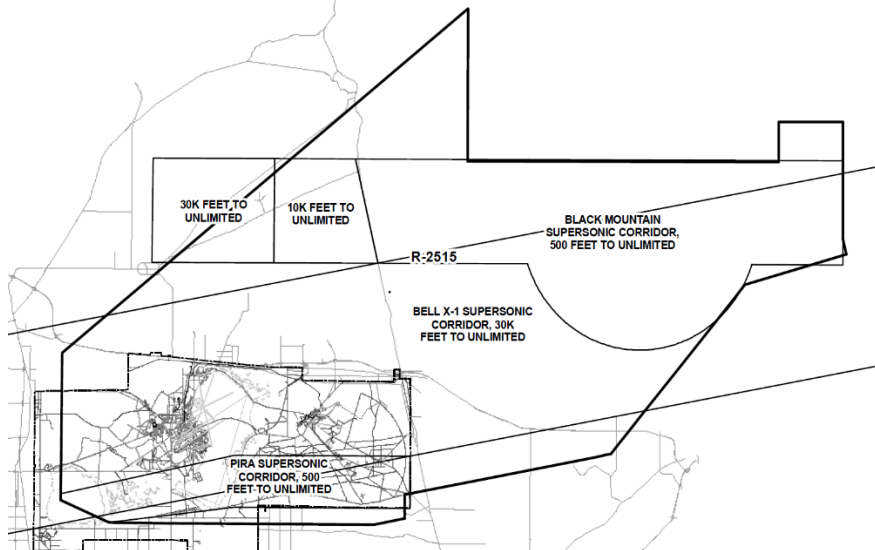 30K FEET TO
UNLIMITED
10K FEET TO
UNLIMITED
BLACK MOUNTAIN
SUPERSONIC CORRIDOR,
500 FEET TO UNLIMITED
R-2515
BELL X-1 SUPERSONIC
CORRIDOR, 30K
FEET TO UNLIMITED
PIRA SUPERSONIC
CORRIDOR, 500
FEET TO UNLIMITED